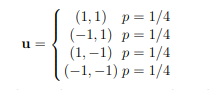 (1, 1) p = 1/4
(−1, 1) p = 1/4
u =
(1, −1) p = 1/4
(−1, −1) p = 1/4